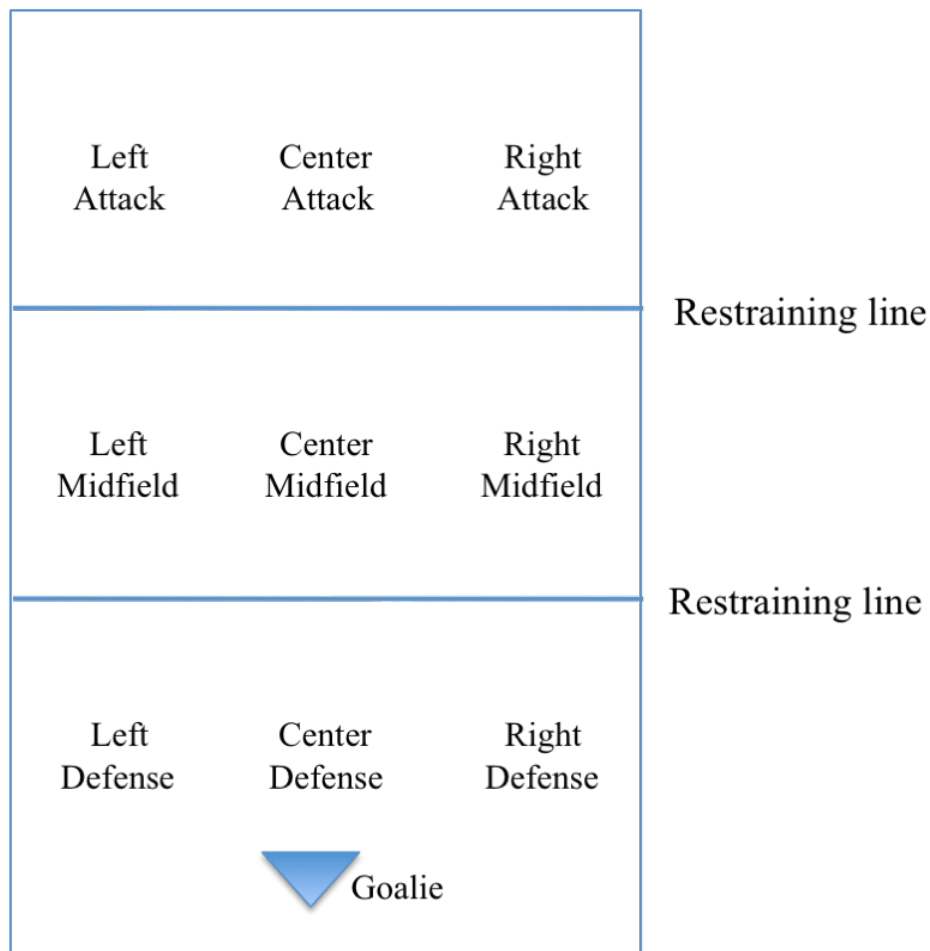 Left Center Right
Attack Attack Attack
Restraining line
Left Center Right
Midfield Midfield Midfield
Restraining line
Left Center Right
Defense Defense Defense
Goalie